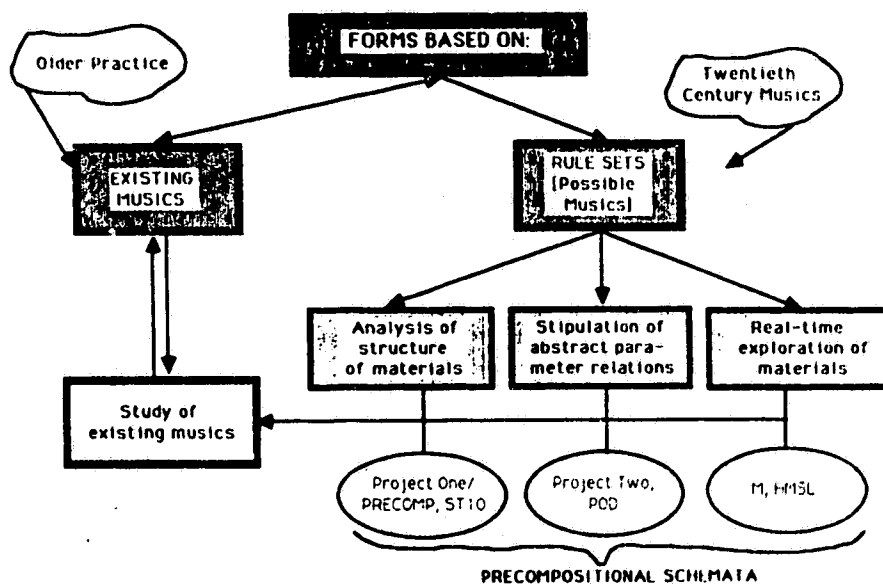 FORMS BASED ON:
Older Practice
Twentieth
Century Musics
EXISTING
MUSICS
RULE SETS
[Possible
Musics]
Analysis of
structure
of materials
Stipulation of
abstract para-
meter relations
Real-time
exploration of
materials
Study of
existing musics
Project One/
PRECOMP, ST10
Project Two,
POD
M, HMSL
PRECOMPOSITIONAL SCHEMATA